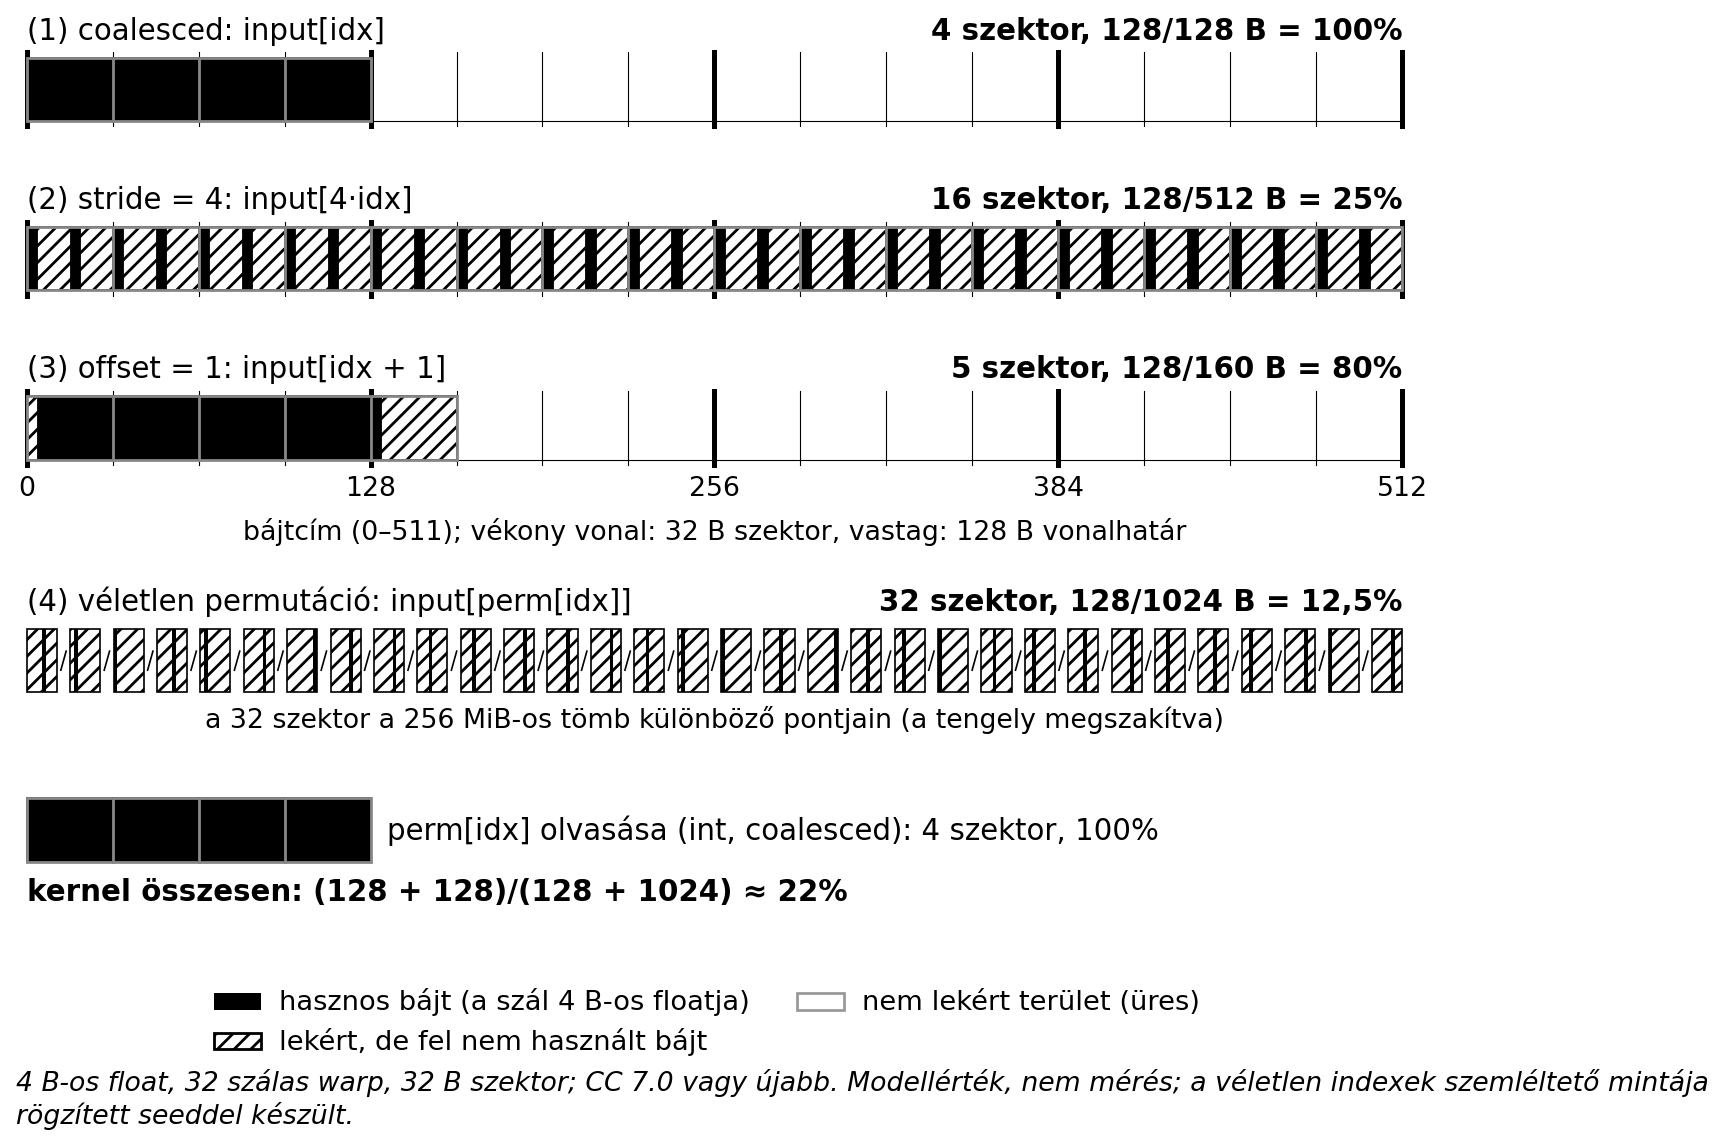 (1) coalesced: input[idx]
4 szektor, 128/128 B = 100%
(2) stride = 4: input[4·idx]
16 szektor, 128/512 B = 25%
(3) offset = 1: input[idx + 1]
5 szektor, 128/160 B = 80%
0 128 256 384 512
bájtcím (0–511); vékony vonal: 32 B szektor, vastag: 128 B vonalhatár
(4) véletlen permutáció: input[perm[idx]]
32 szektor, 128/1024 B = 12,5%
/ / / / / / / / / / / / / / / / / / / / / / / / / / / / / / /
a 32 szektor a 256 MiB-os tömb különböző pontjain (a tengely megszakítva)
perm[idx] olvasása (int, coalesced): 4 szektor, 100%
kernel összesen: (128 + 128)/(128 + 1024) ≈ 22%
hasznos bájt (a szál 4 B-os floatja)
nem lekért terület (üres)
lekért, de fel nem használt bájt
4 B-os float, 32 szálas warp, 32 B szektor; CC 7.0 vagy újabb. Modellérték, nem mérés; a véletlen indexek szemléltető mintája
rögzített seeddel készült.